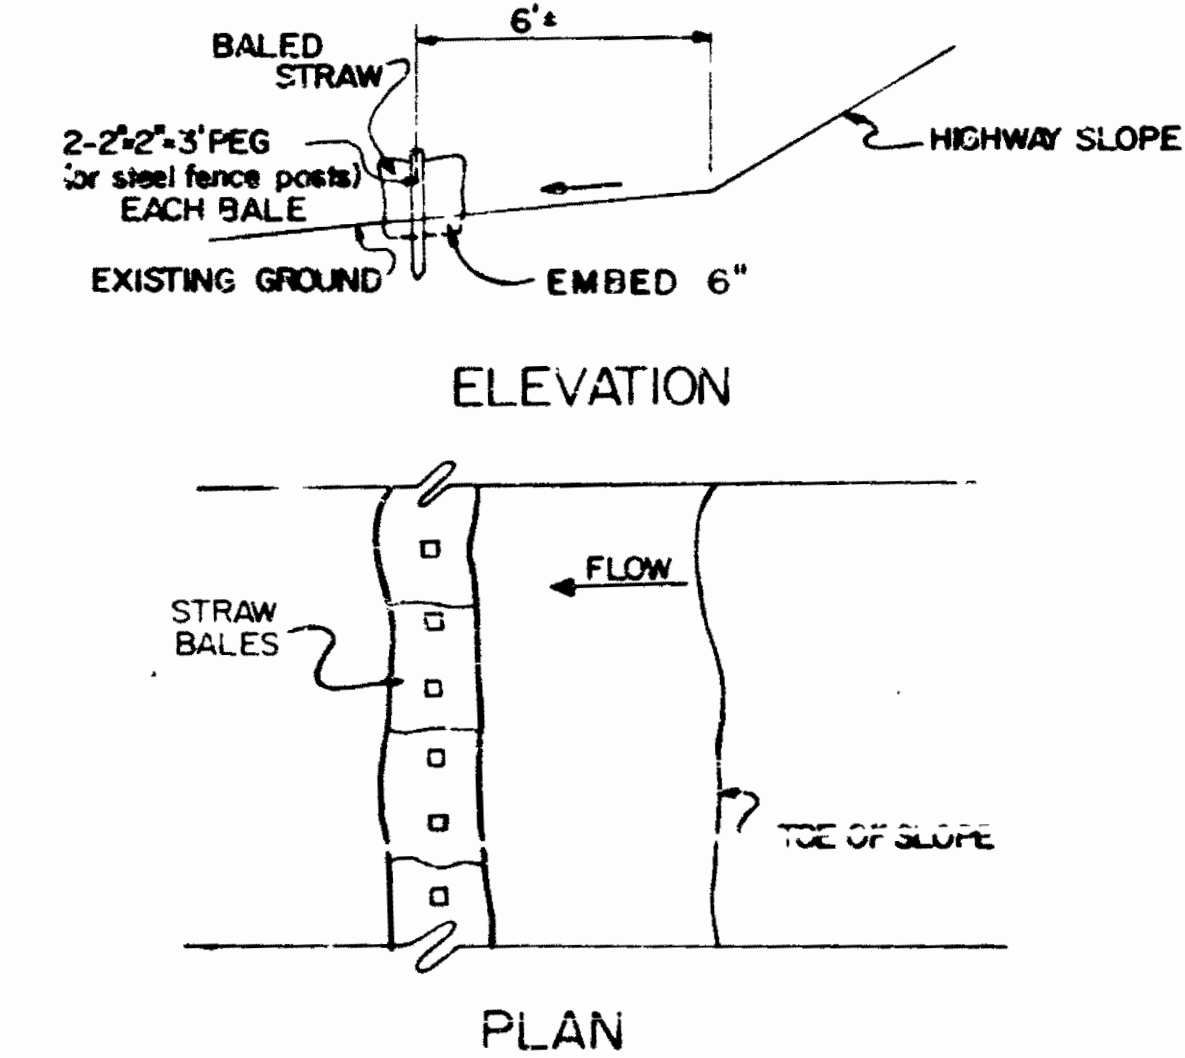 6'±
BALED
STRAW
2-2"x2"x3' PEG
(or steel fence posts)
EACH BALE
HIGHWAY SLOPE
EXISTING GROUND
EMBED 6"
ELEVATION
FLOW
STRAW
BALES
TOE OF SLOPE
PLAN